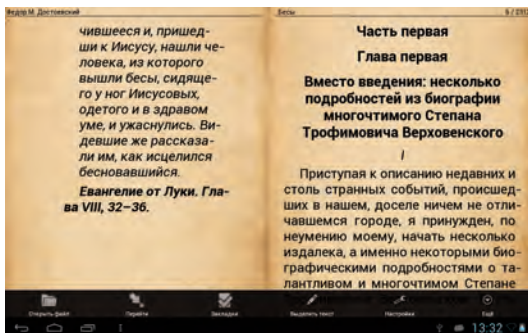 Федор М. Достоевский
чившееся и, пришед-
ши к Иисусу, нашли че-
ловека, из которого
вышли бесы, сидяще-
го у ног Иисусовых,
одетого и в здравом
уме, и ужаснулись. Ви-
девшие же рассказа-
ли им, как исцелился
бесновавшийся.
Евангелие от Луки. Гла-
ва VIII, 32–36.
Бесы
Часть первая
Глава первая
Вместо введения: несколько
подробностей из биографии
многочтимого Степана
Трофимовича Верховенского
I
Приступая к описанию недавних и
столь странных событий, происшед-
ших в нашем, доселе ничем не отли-
чавшемся городе, я принужден, по
неумению моему, начать несколько
издалека, а именно некоторыми био-
графическими подробностями о та-
лантливом и многочтимом Степане
Открыть файл
Перейти
Закладки
Выделить текст
Настройки
Ещё
13:32